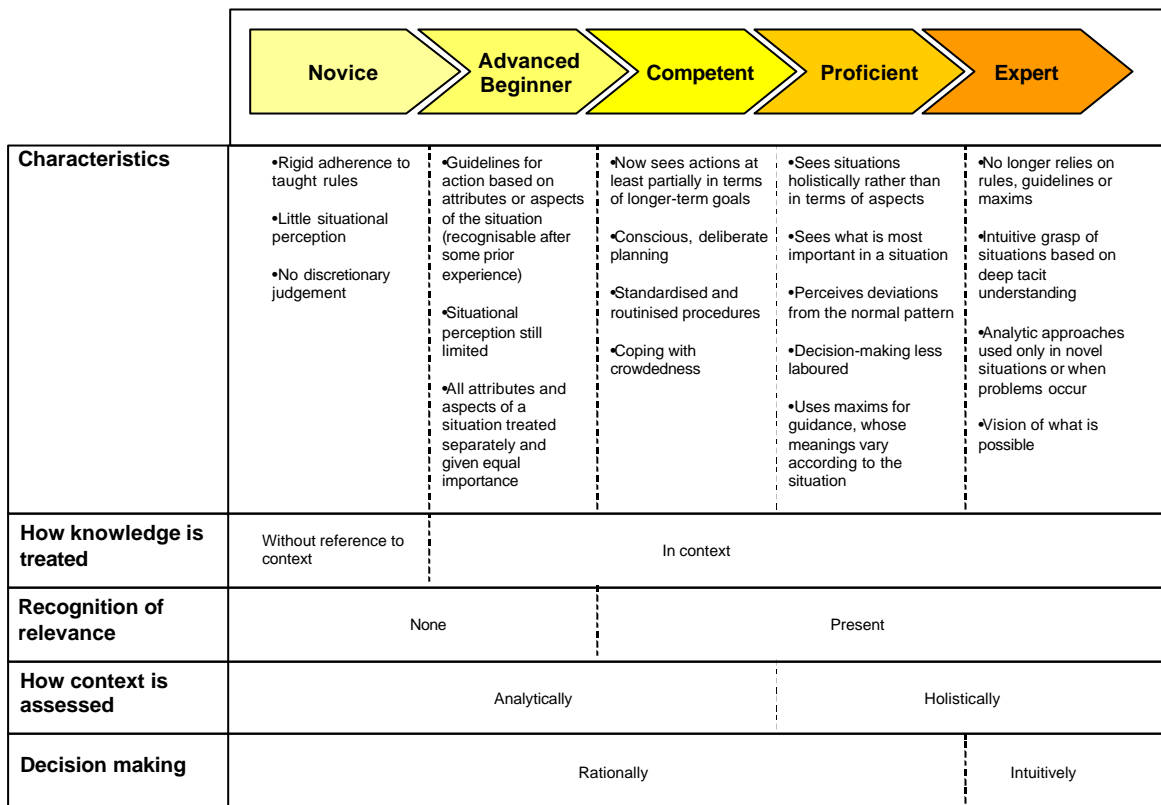 Novice
Advanced
Beginner
Competent
Proficient
Expert
Characteristics
•Rigid adherence to
taught rules
•Little situational
perception
•No discretionary
judgement
•Guidelines for
action based on
attributes or aspects
of the situation
(recognisable after
some prior
experience)
•Situational
perception still
limited
•All attributes and
aspects of a
situation treated
separately and
given equal
importance
•Now sees actions at
least partially in terms
of longer-term goals
•Conscious, deliberate
planning
•Standardised and
routinised procedures
•Coping with
crowdedness
•Sees situations
holistically rather than
in terms of aspects
•Sees what is most
important in a situation
•Perceives deviations
from the normal pattern
•Decision-making less
laboured
•Uses maxims for
guidance, whose
meanings vary
according to the
situation
•No longer relies on
rules, guidelines or
maxims
•Intuitive grasp of
situations based on
deep tacit
understanding
•Analytic approaches
used only in novel
situations or when
problems occur
•Vision of what is
possible
How knowledge is
treated
Without reference to
context
In context
Recognition of
relevance
None
Present
How context is
assessed
Analytically
Holistically
Decision making
Rationally
Intuitively